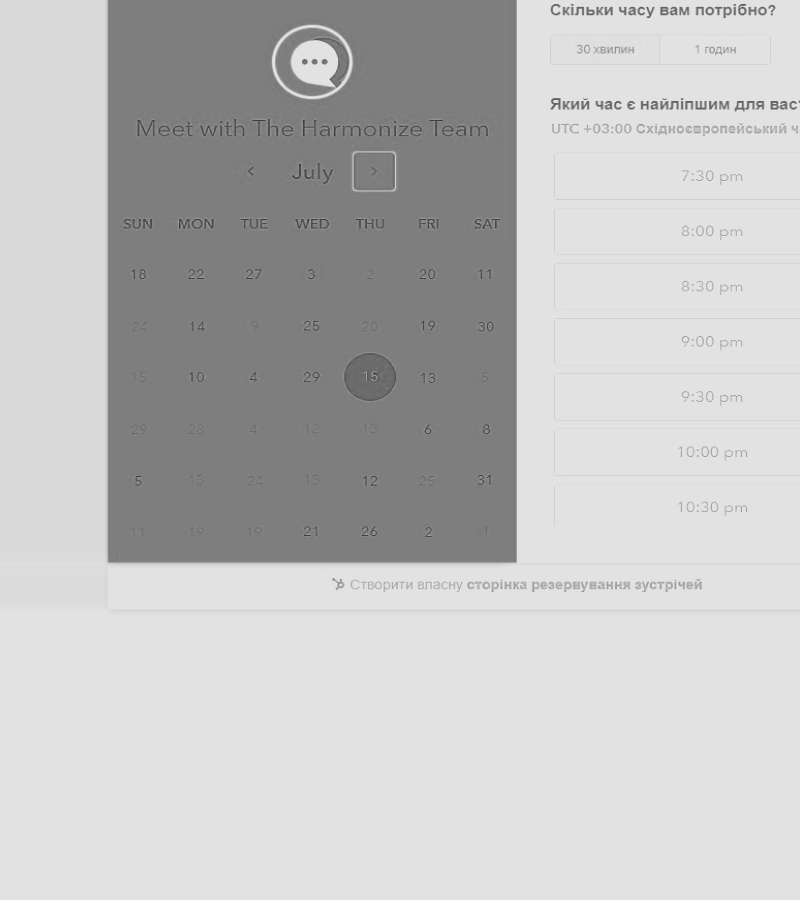 Meet with The Harmonize Team
July
SUN MON TUE WED THU FRI SAT
18 22 27 3 2 20 11
24 14 9 25 20 19 30
15 10 4 29 15 13 5
29 28 4 12 13 6 8
5 13 24 13 12 25 31
11 19 19 21 26 2 1
Скільки часу вам потрібно?
30 хвилин 1 годин
Який час є найліпшим для вас
UTC +03:00 Східноєвропейський
7:30 pm
8:00 pm
8:30 pm
9:00 pm
9:30 pm
10:00 pm
10:30 pm
Створити власну сторінка резервування зустрічей